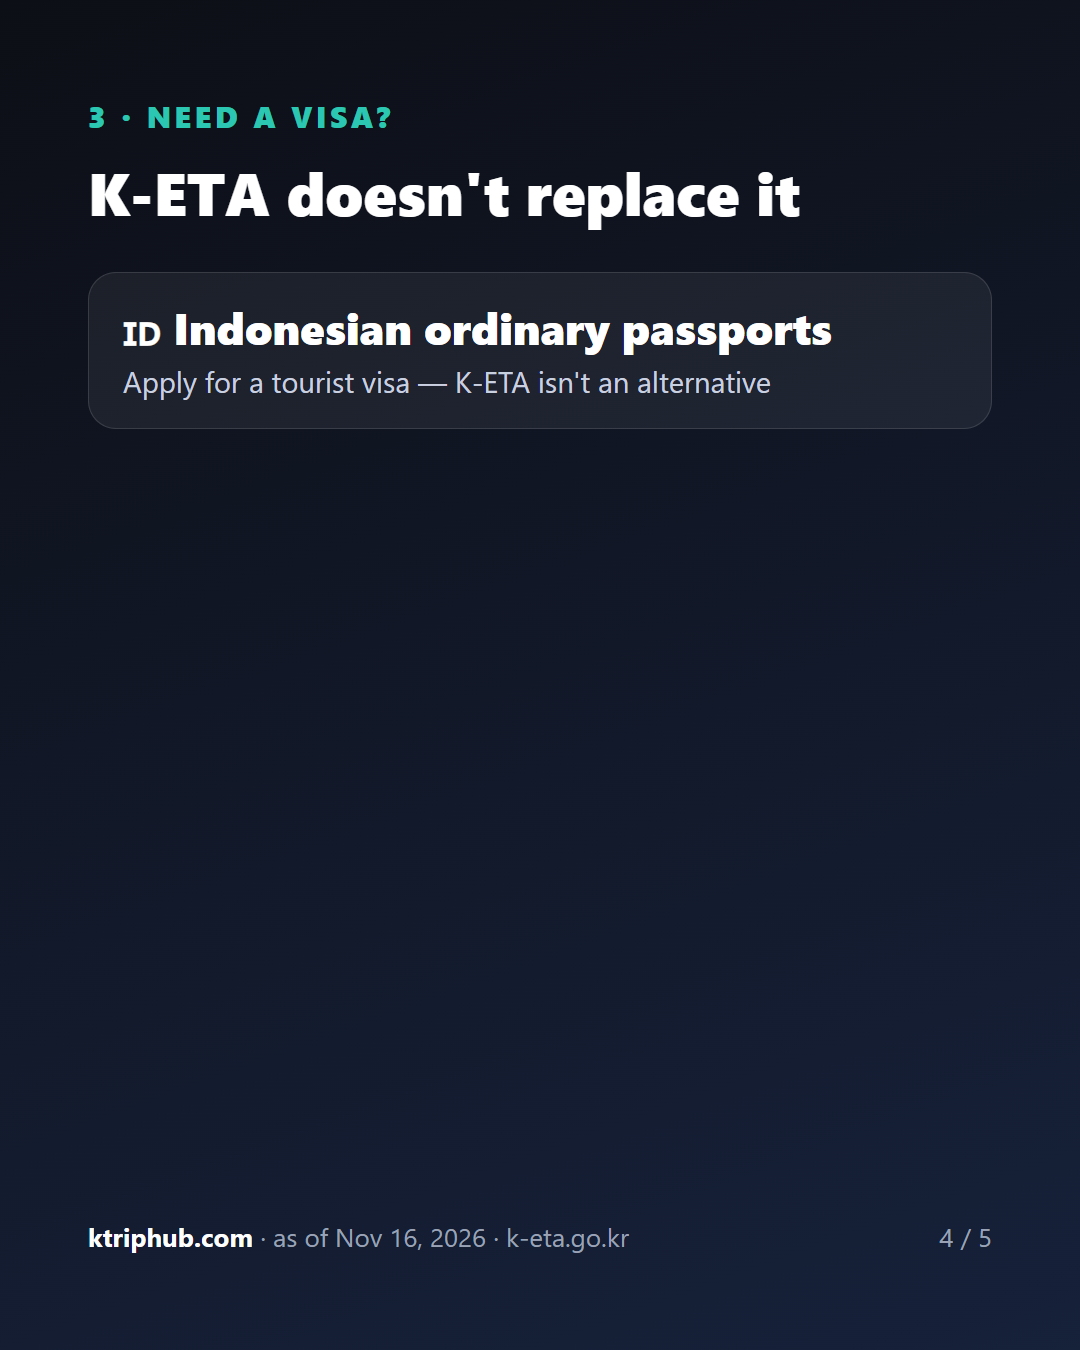 3 · NEED A VISA?
K-ETA doesn't replace it
ID Indonesian ordinary passports
Apply for a tourist visa — K-ETA isn't an alternative
ktriphub.com · as of Nov 16, 2026 · k-eta.go.kr
4 / 5